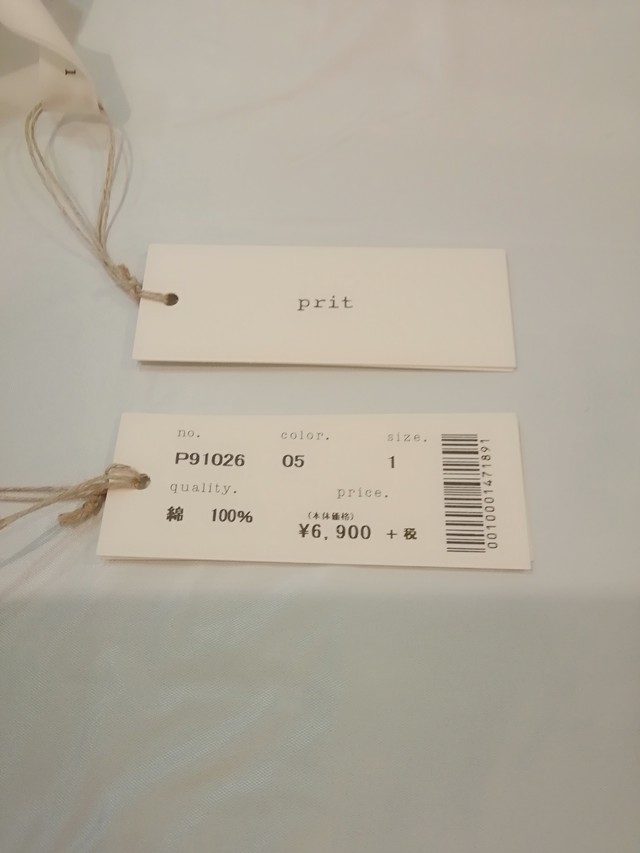 1
prit
no. color. size.
P91026 05 1
quality. price.
(本体価格)
綿 100% ¥6,900 +税
0010001471891